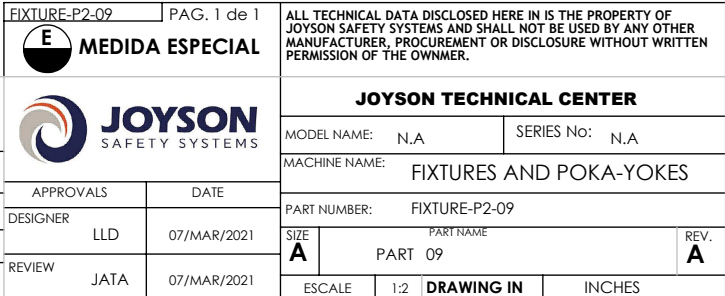 FIXTURE-P2-09 PAG. 1 de 1
E MEDIDA ESPECIAL
ALL TECHNICAL DATA DISCLOSED HERE IN IS THE PROPERTY OF
JOYSON SAFETY SYSTEMS AND SHALL NOT BE USED BY ANY OTHER
MANUFACTURER, PROCUREMENT OR DISCLOSURE WITHOUT WRITTEN
PERMISSION OF THE OWNMER.
JOYSON
SAFETY SYSTEMS
JOYSON TECHNICAL CENTER
MODEL NAME: N.A SERIES No: N.A
MACHINE NAME: FIXTURES AND POKA-YOKES
APPROVALS DATE
PART NUMBER: FIXTURE-P2-09
DESIGNER LLD 07/MAR/2021
SIZE A PART NAME PART 09 REV. A
REVIEW JATA 07/MAR/2021
ESCALE 1:2 DRAWING IN INCHES